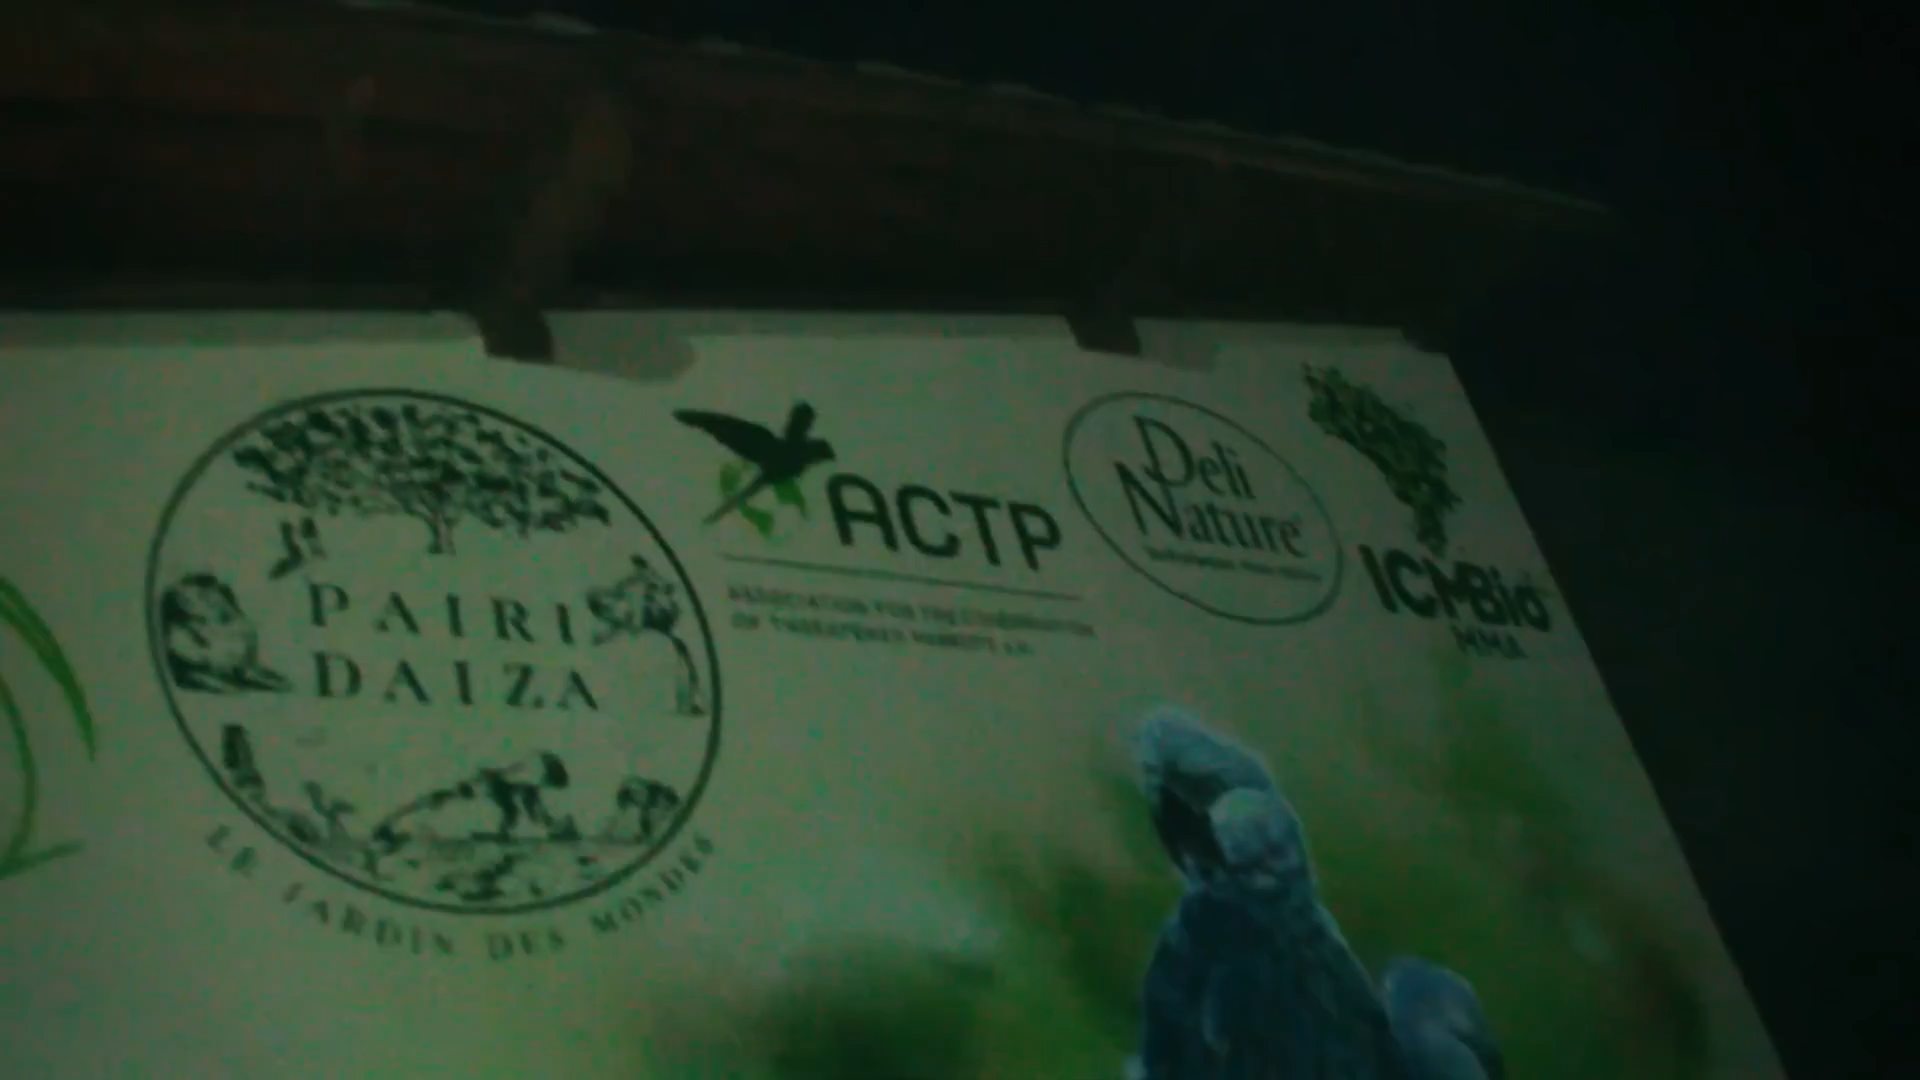 PAIRI
DAIZA
LE JARDIN DES MONDES
ACTP
ASSOCIATION FOR THE CONSERVATION
OF THREATENED PARROTS e.V.
Deli
Nature
ICMBio
MMA